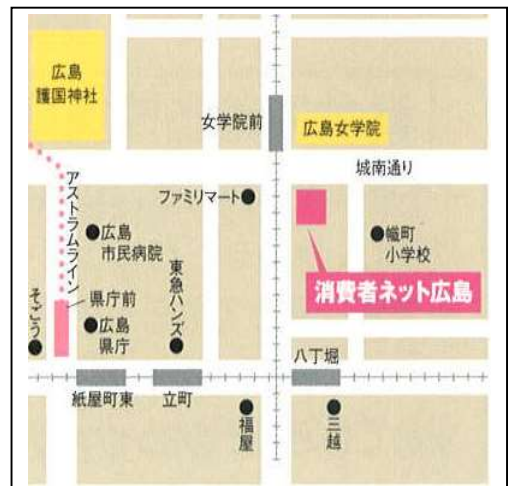 広島
護国神社
女学院前
広島女学院
城南通り
アストラムライン
ファミリマート
広島
市民病院
幟町
小学校
東急ハンズ
消費者ネット広島
そごう
県庁前
広島
県庁
八丁堀
紙屋町東
立町
福屋
三越